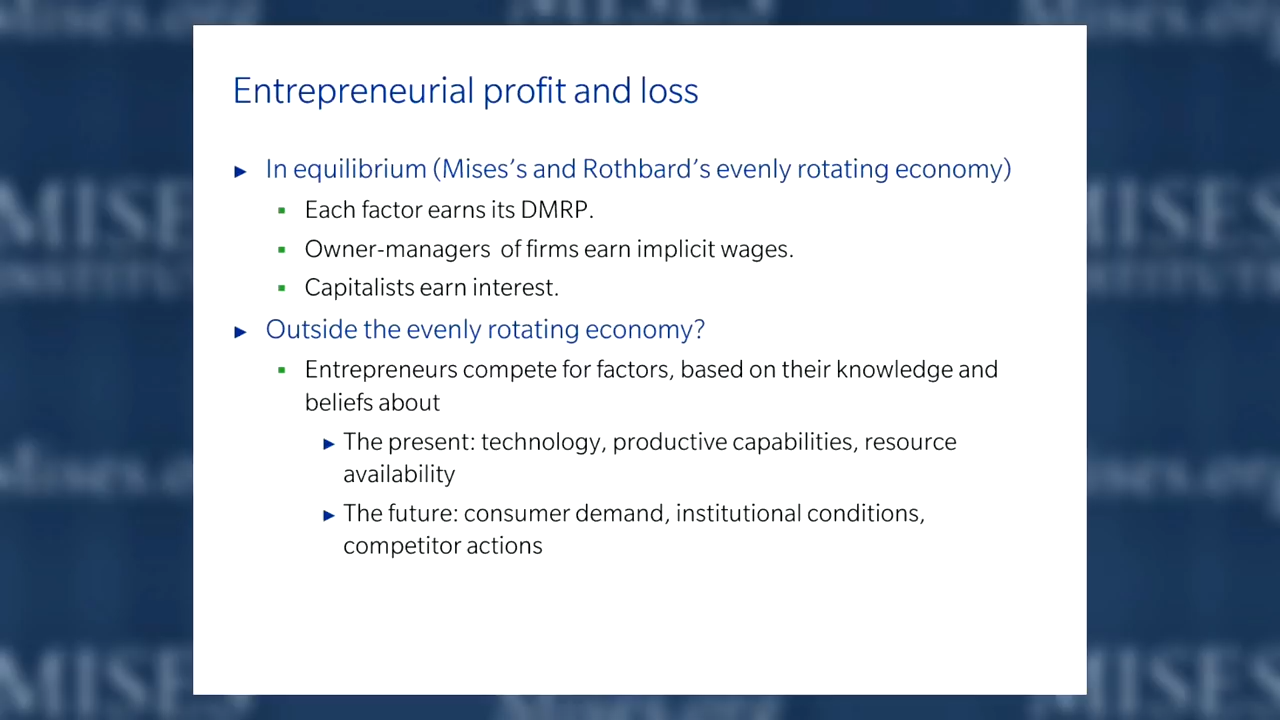 Entrepreneurial profit and loss
► In equilibrium (Mises’s and Rothbard’s evenly rotating economy)
▪ Each factor earns its DMRP.
▪ Owner-managers of firms earn implicit wages.
▪ Capitalists earn interest.
► Outside the evenly rotating economy?
▪ Entrepreneurs compete for factors, based on their knowledge and
beliefs about
► The present: technology, productive capabilities, resource
availability
► The future: consumer demand, institutional conditions,
competitor actions